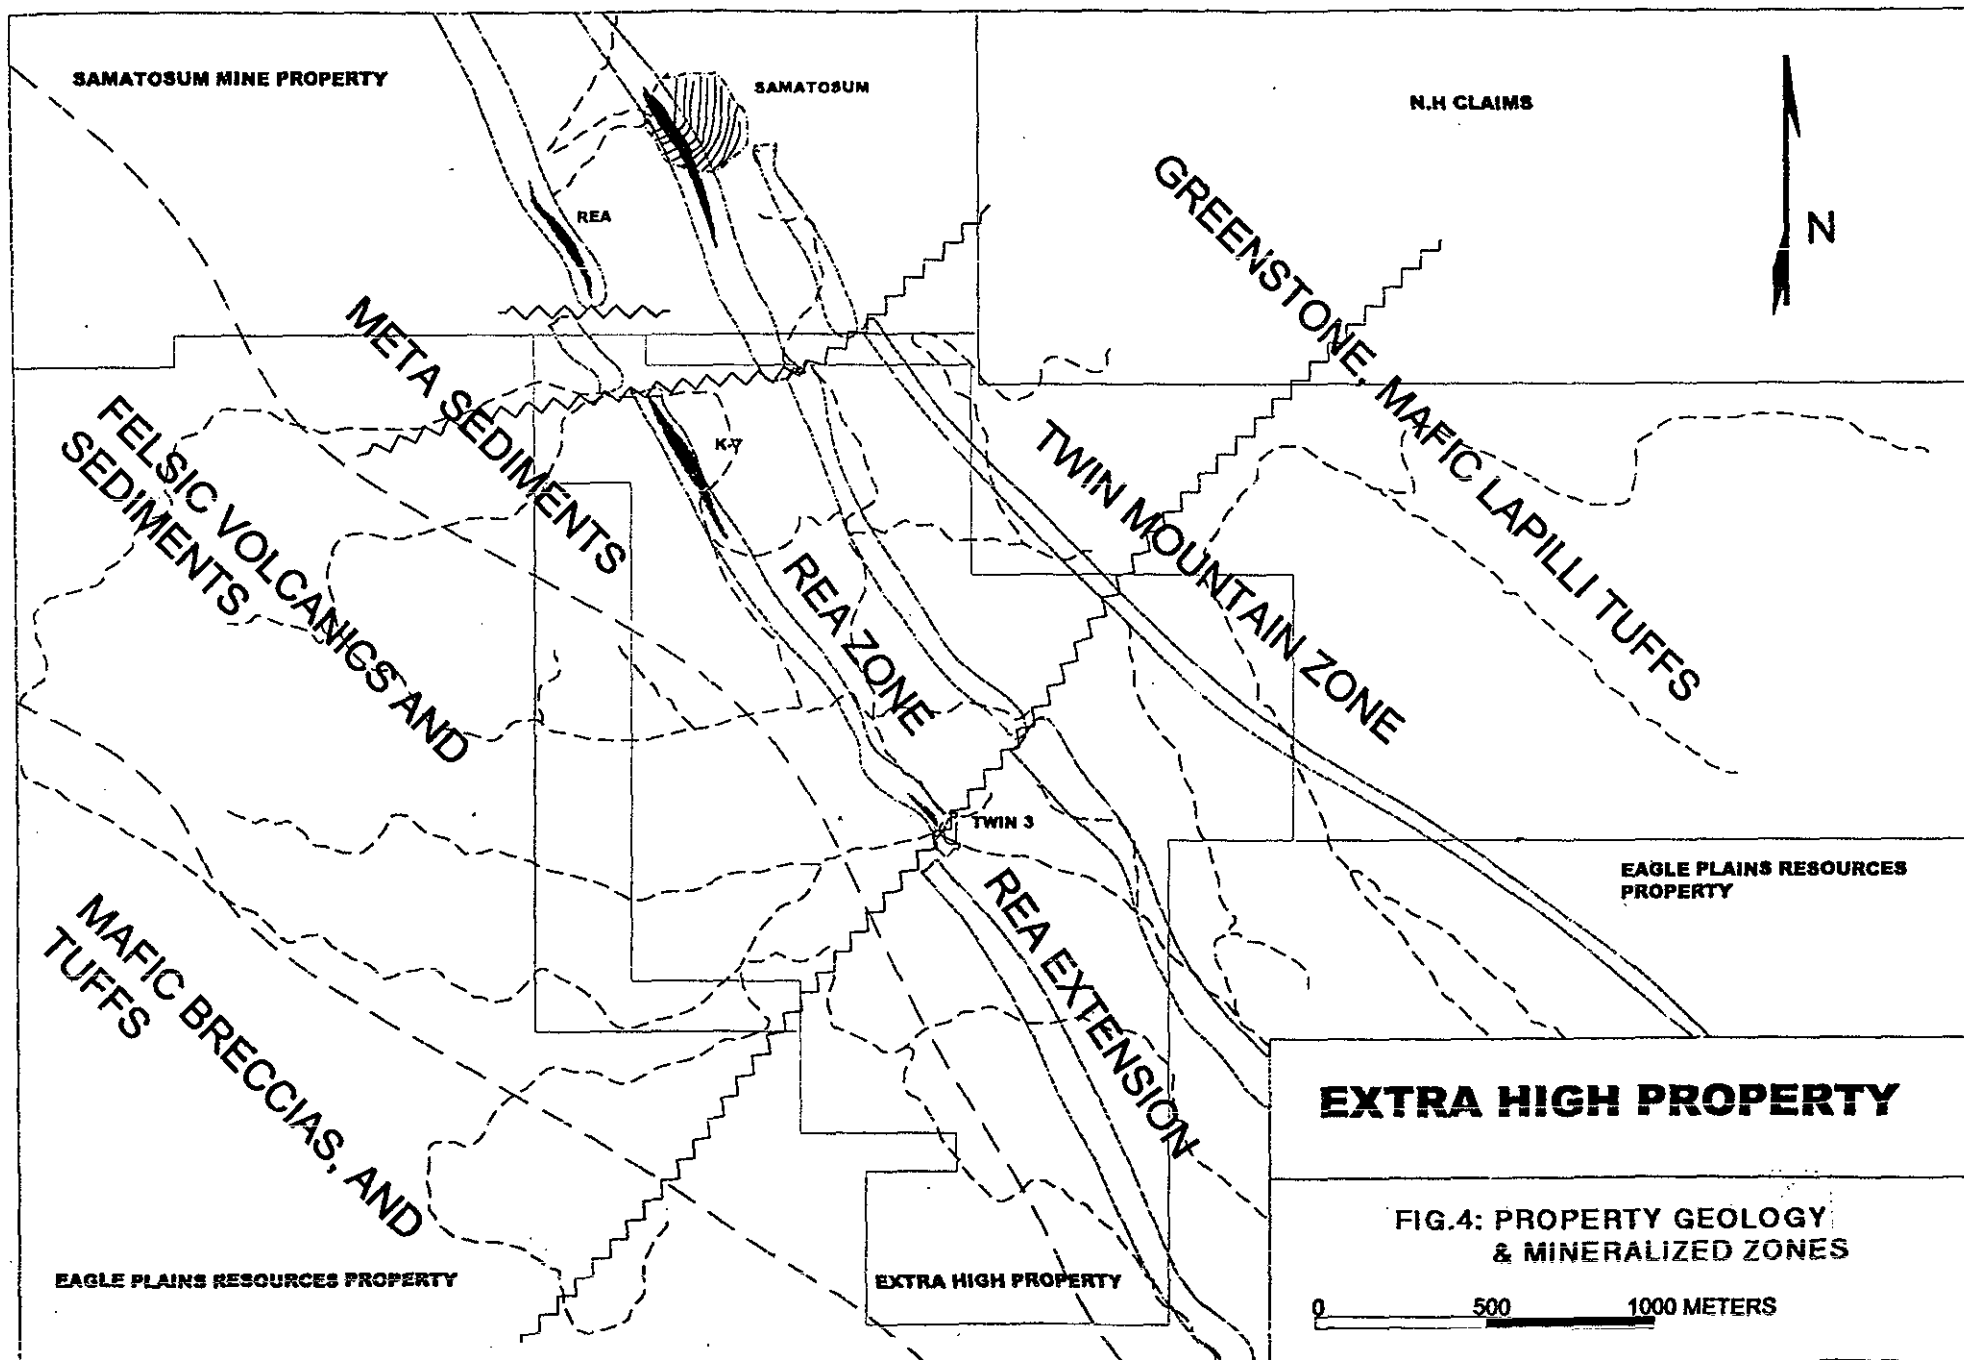 SAMATOSUM MINE PROPERTY
SAMATOSUM
N.H CLAIMS
N
REA
GREENSTONE, MAFIC LAPILLI TUFFS
META SEDIMENTS
K-7
TWIN MOUNTAIN ZONE
FELSIC VOLCANICS AND
SEDIMENTS
REA ZONE
TWIN 3
EAGLE PLAINS RESOURCES
PROPERTY
REA EXTENSION
MAFIC BRECCIAS, AND
TUFFS
EXTRA HIGH PROPERTY
FIG.4: PROPERTY GEOLOGY
& MINERALIZED ZONES
EAGLE PLAINS RESOURCES PROPERTY
EXTRA HIGH PROPERTY
0 500 1000 METERS